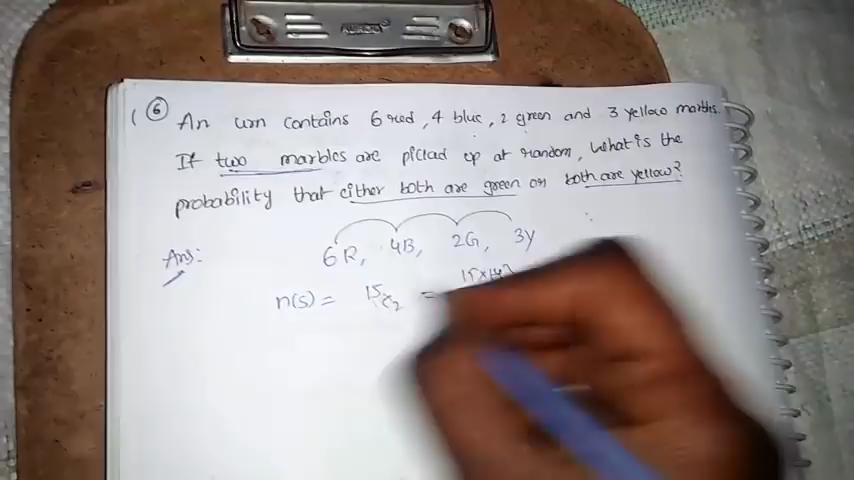 6 An urn contains 6 red, 4 blue, 2 green and 3 yellow marbles.
If two marbles are picked up at random, what is the
probability that either both are green or both are yellow?
Ans:
6R, 4B, 2G, 3Y
n(s) = 15c2 =